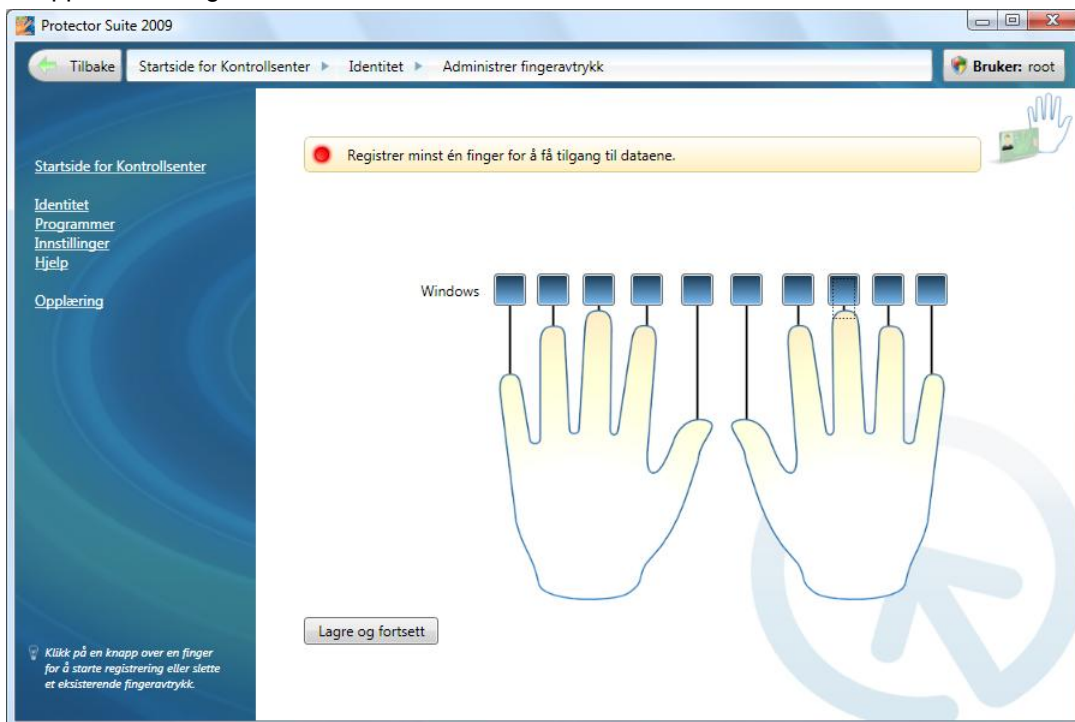 Protector Suite 2009
Tilbake
Startside for Kontrollsenter
Identitet
Administrer fingeravtrykk
Bruker: root
Startside for Kontrollsenter
Identitet
Programmer
Innstillinger
Hjelp
Opplæring
Registrer minst én finger for å få tilgang til dataene.
Windows
Lagre og fortsett
Klikk på en knapp over en finger
for å starte registrering eller slette
et eksisterende fingeravtrykk.